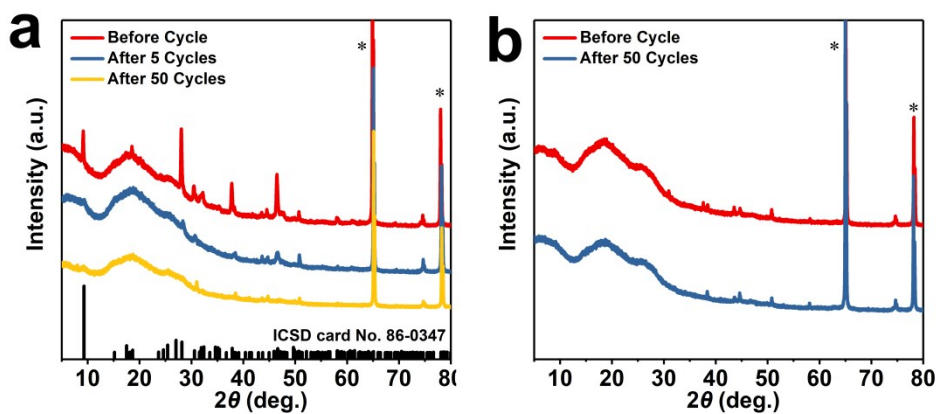 a
Before Cycle
After 5 Cycles
After 50 Cycles
*
*
Intensity (a.u.)
ICSD card No. 86-0347
10 20 30 40 50 60 70 80
2θ (deg.)
b
Before Cycle
After 50 Cycles
*
*
Intensity (a.u.)
10 20 30 40 50 60 70 80
2θ (deg.)